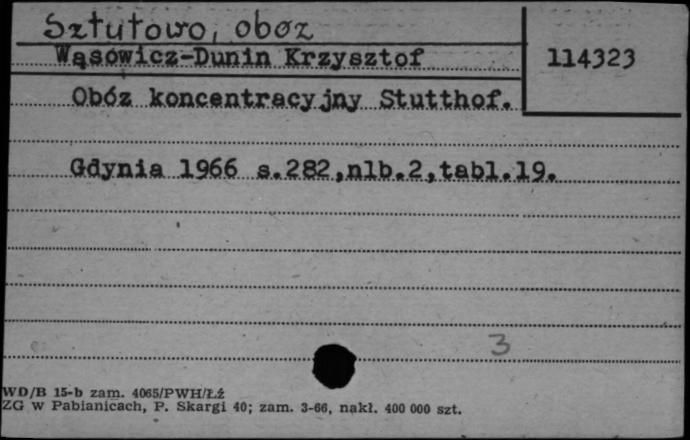 Sztutowo, obóz
Wąsowicz-Dunin Krzysztof
114323
Obóz koncentracyjny Stutthof.
Gdynia 1966 s.282,nlb.2,tabl.19.
3
WD/B 15-b zam. 4065/PWH/Łż
ZG w Pabianicach, P. Skargi 40; zam. 3-66, nakł. 400 000 szt.